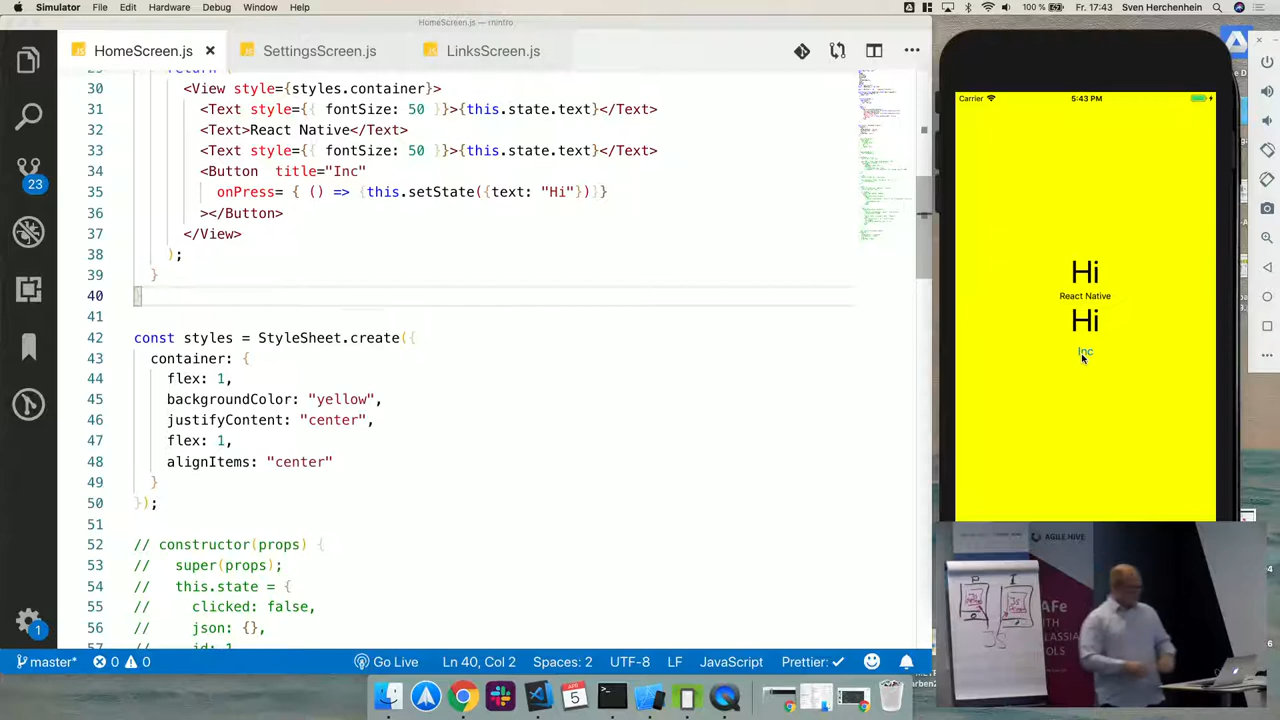 Simulator File Edit Hardware Debug Window Help 100 % Fr. 17:43 Sven Herchenhein
HomeScreen.js — rnintro
HomeScreen.js SettingsScreen.js LinksScreen.js
30 <View style={styles.container}>
31 <Text style={{ fontSize: 50 }}>{this.state.text}</Text>
32 <Text>React Native</Text>
33 <Text style={{ fontSize: 50 }}>{this.state.text}</Text>
34 <Button title="Inc"
35 onPress={() => this.setState({text: "Hi"})}
36 ></Button>
37 </View>
38 );
39 }
40 }
41
42 const styles = StyleSheet.create({
43 container: {
44 flex: 1,
45 backgroundColor: "yellow",
46 justifyContent: "center",
47 flex: 1,
48 alignItems: "center"
49 }
50 });
51
52 // constructor(props) {
53 // super(props);
54 // this.state = {
55 // clicked: false,
56 // json: {},
57 // id: 1
23
1
master* 0 0 Go Live Ln 40, Col 2 Spaces: 2 UTF-8 LF JavaScript Prettier: ✓
Carrier 5:43 PM
Hi
React Native
Hi
Inc
AGILE HIVE
P I
JS JS
JS